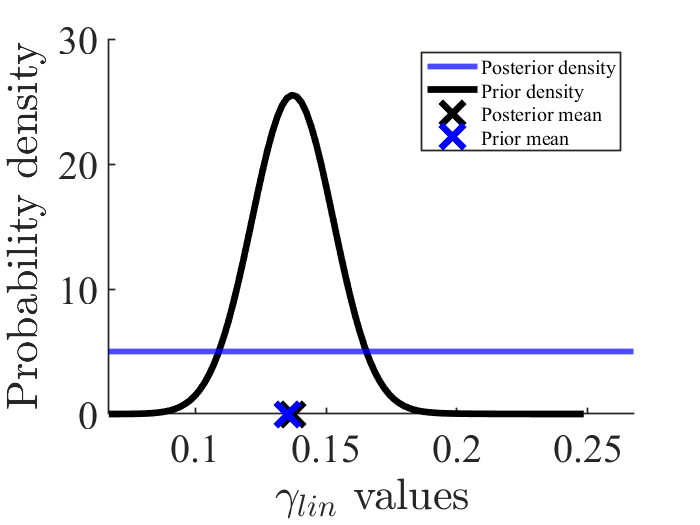 30
20
10
0
Probability density
Posterior density
Prior density
Posterior mean
Prior mean
0.1 0.15 0.2 0.25
γlin values